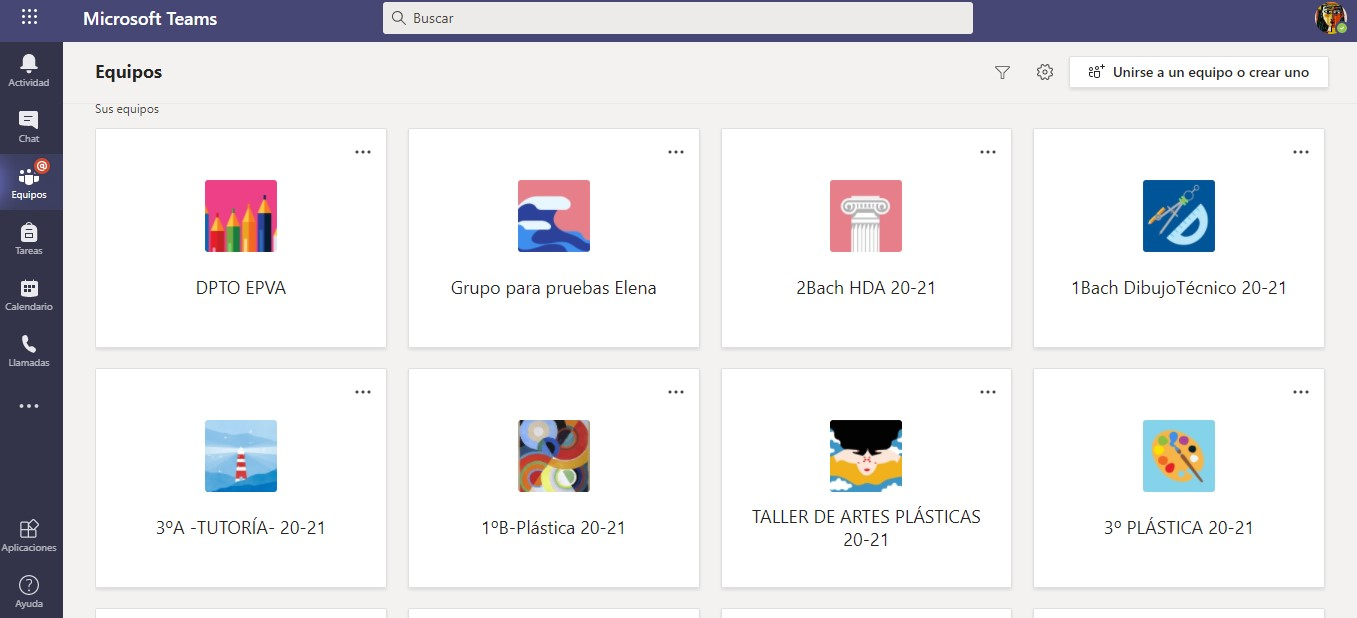 Microsoft Teams
Buscar
Actividad
Chat
@
Equipos
Tareas
Calendario
Llamadas
Aplicaciones
Ayuda
Equipos
Unirse a un equipo o crear uno
Sus equipos
DPTO EPVA
Grupo para pruebas Elena
2Bach HDA 20-21
1Bach DibujoTécnico 20-21
3ºA -TUTORÍA- 20-21
1ºB-Plástica 20-21
TALLER DE ARTES PLÁSTICAS
20-21
3º PLÁSTICA 20-21